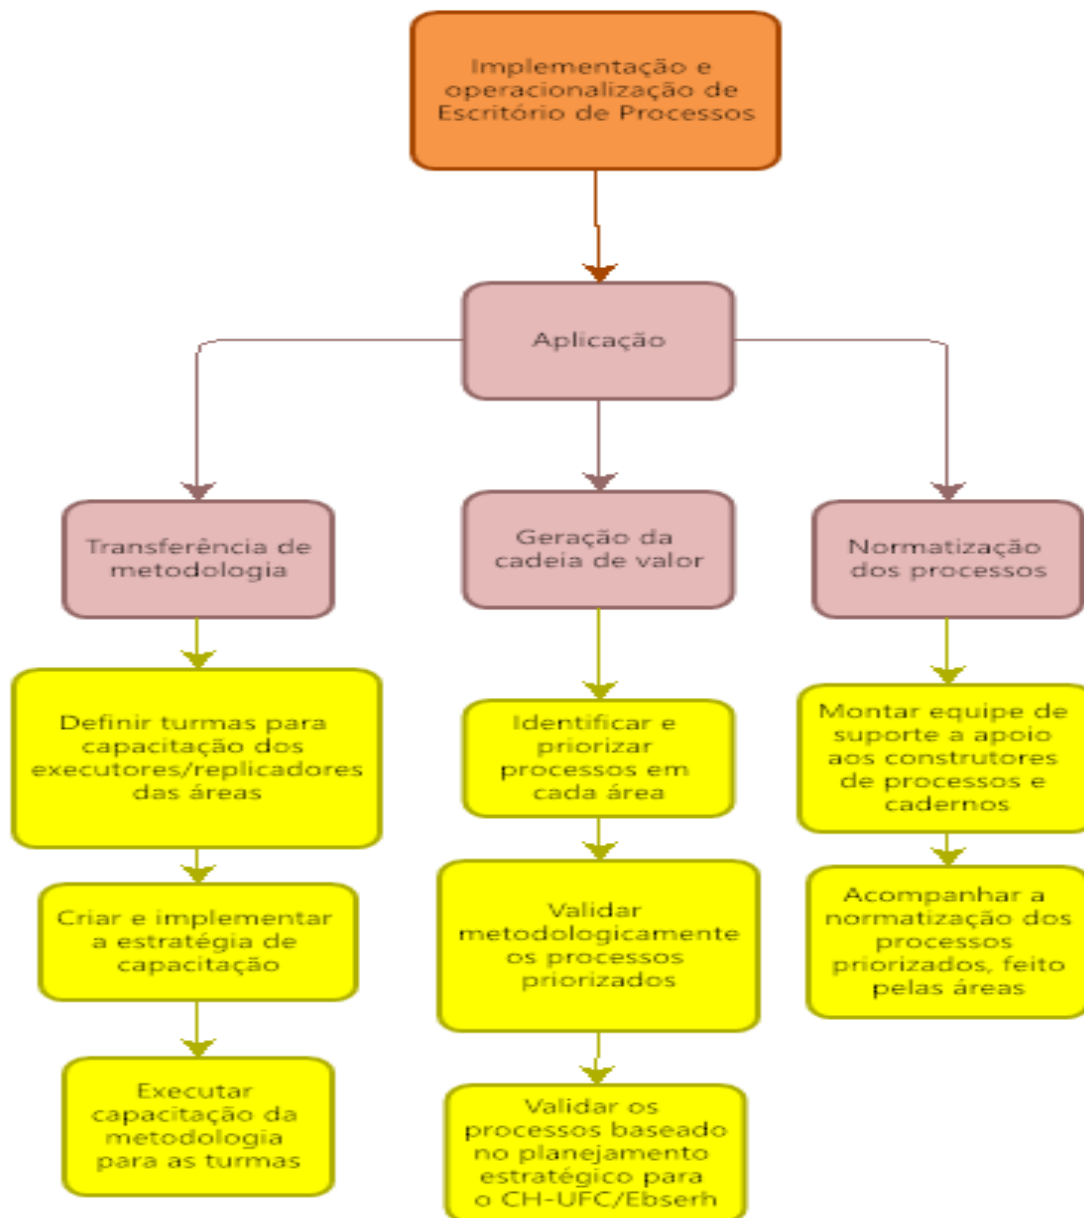 Implementação e
operacionalização de
Escritório de Processos
Aplicação
Transferência de
metodologia
Geração da
cadeia de valor
Normatização
dos processos
Definir turmas para
capacitação dos
executores/replicadores
das áreas
Identificar e
priorizar
processos em
cada área
Montar equipe de
suporte a apoio
aos construtores
de processos e
cadernos
Criar e implementar
a estratégia de
capacitação
Validar
metodologicamente
os processos
priorizados
Acompanhar a
normatização dos
processos
priorizados, feito
pelas áreas
Executar
capacitação da
metodologia
para as turmas
Validar os
processos baseado
no planejamento
estratégico para
o CH-UFC/Ebserh